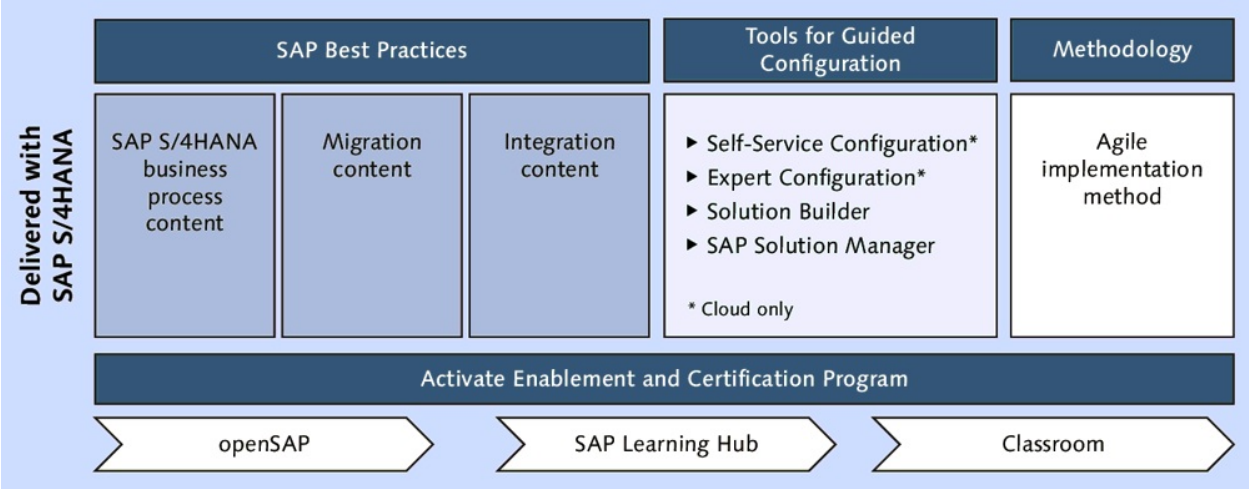 Delivered with
SAP S/4HANA
SAP Best Practices
SAP S/4HANA
business
process
content
Migration
content
Integration
content
Tools for Guided
Configuration
▶ Self-Service Configuration*
▶ Expert Configuration*
▶ Solution Builder
▶ SAP Solution Manager
* Cloud only
Methodology
Agile
implementation
method
Activate Enablement and Certification Program
openSAP
SAP Learning Hub
Classroom